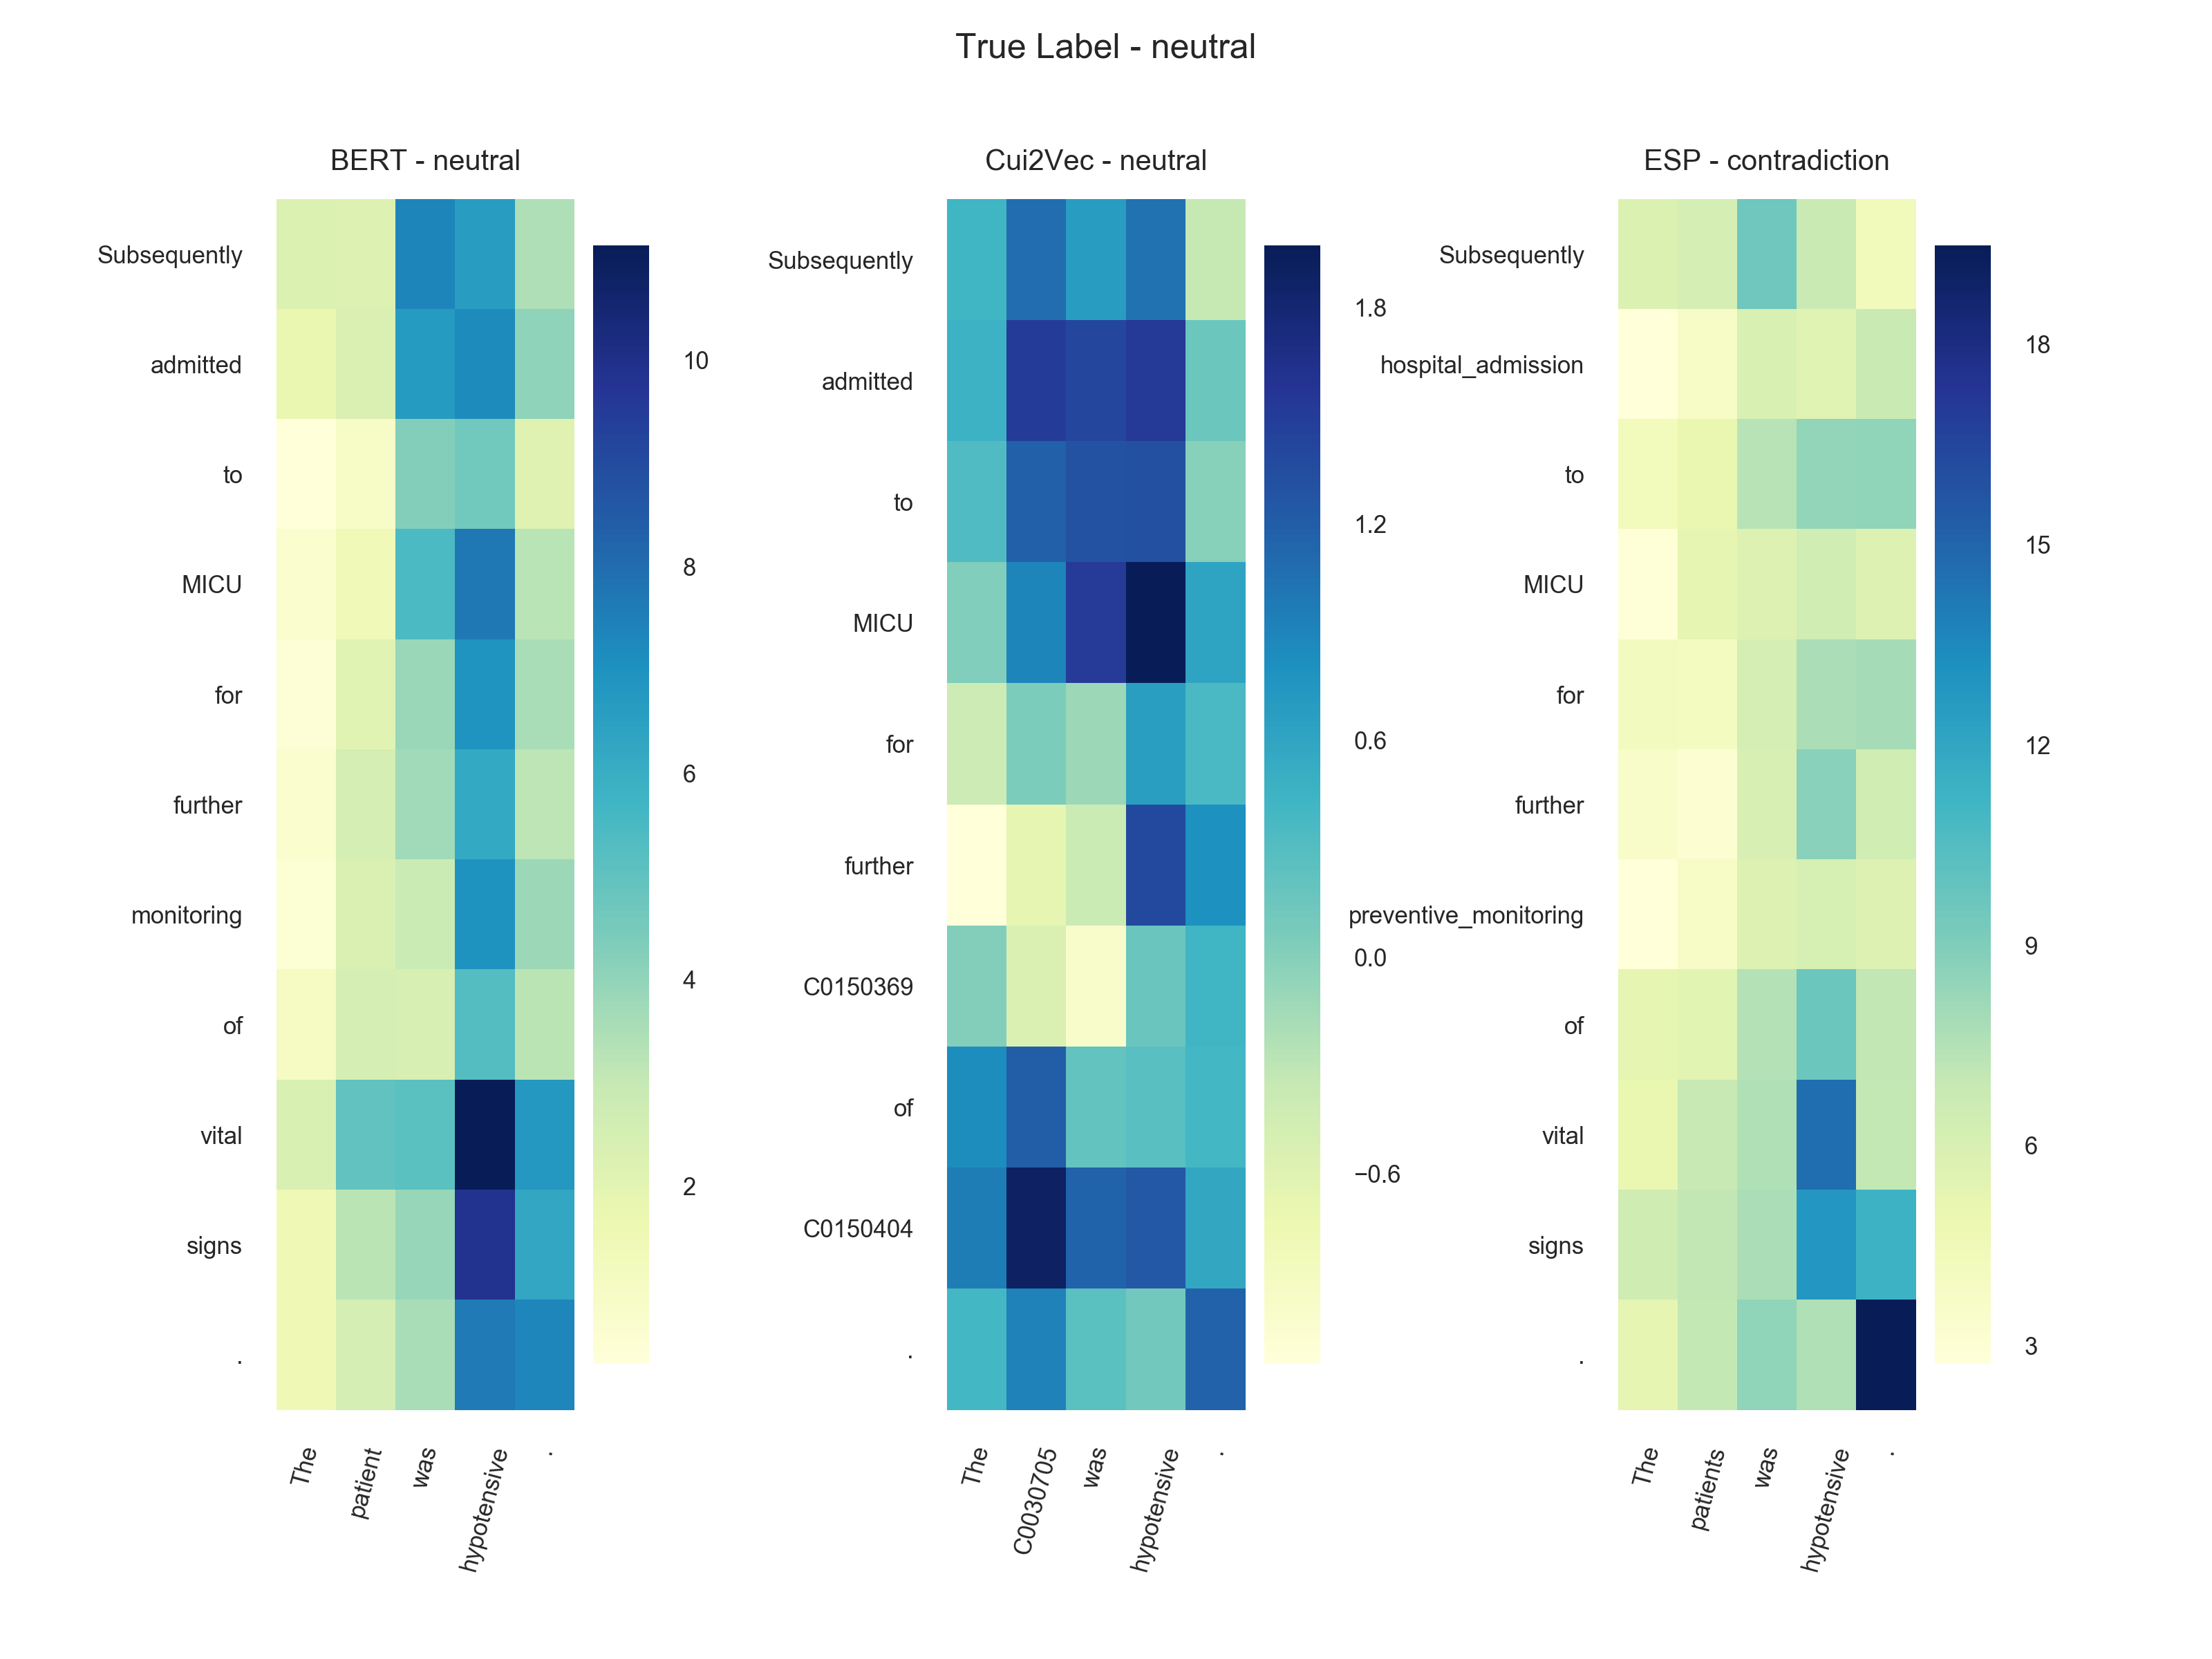 True Label - neutral
BERT - neutral
Subsequently
admitted
to
MICU
for
further
monitoring
of
vital
signs
.
The
patient
was
hypotensive
.
10
8
6
4
2
Cui2Vec - neutral
Subsequently
admitted
to
MICU
for
further
C0150369
of
C0150404
.
The
C0030705
was
hypotensive
.
1.8
1.2
0.6
0.0
−0.6
ESP - contradiction
Subsequently
hospital_admission
to
MICU
for
further
preventive_monitoring
of
vital
signs
.
The
patients
was
hypotensive
.
18
15
12
9
6
3